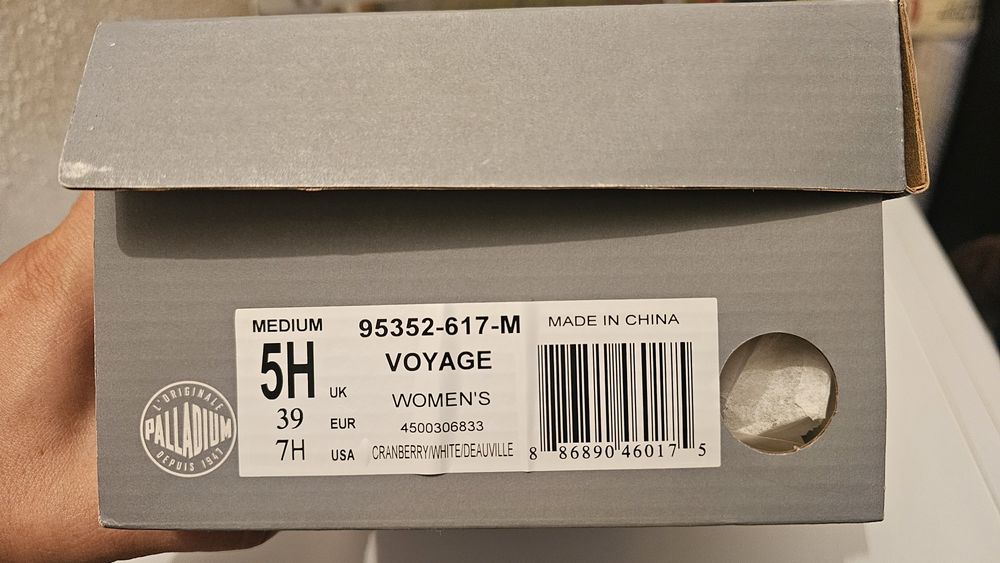 MEDIUM
5H UK
39 EUR
7H USA
95352-617-M
VOYAGE
WOMEN'S
4500306833
CRANBERRY/WHITE/DEAUVILLE
MADE IN CHINA
8 86890 46017 5
L'ORIGINALE
PALLADIUM
DEPUIS 1947